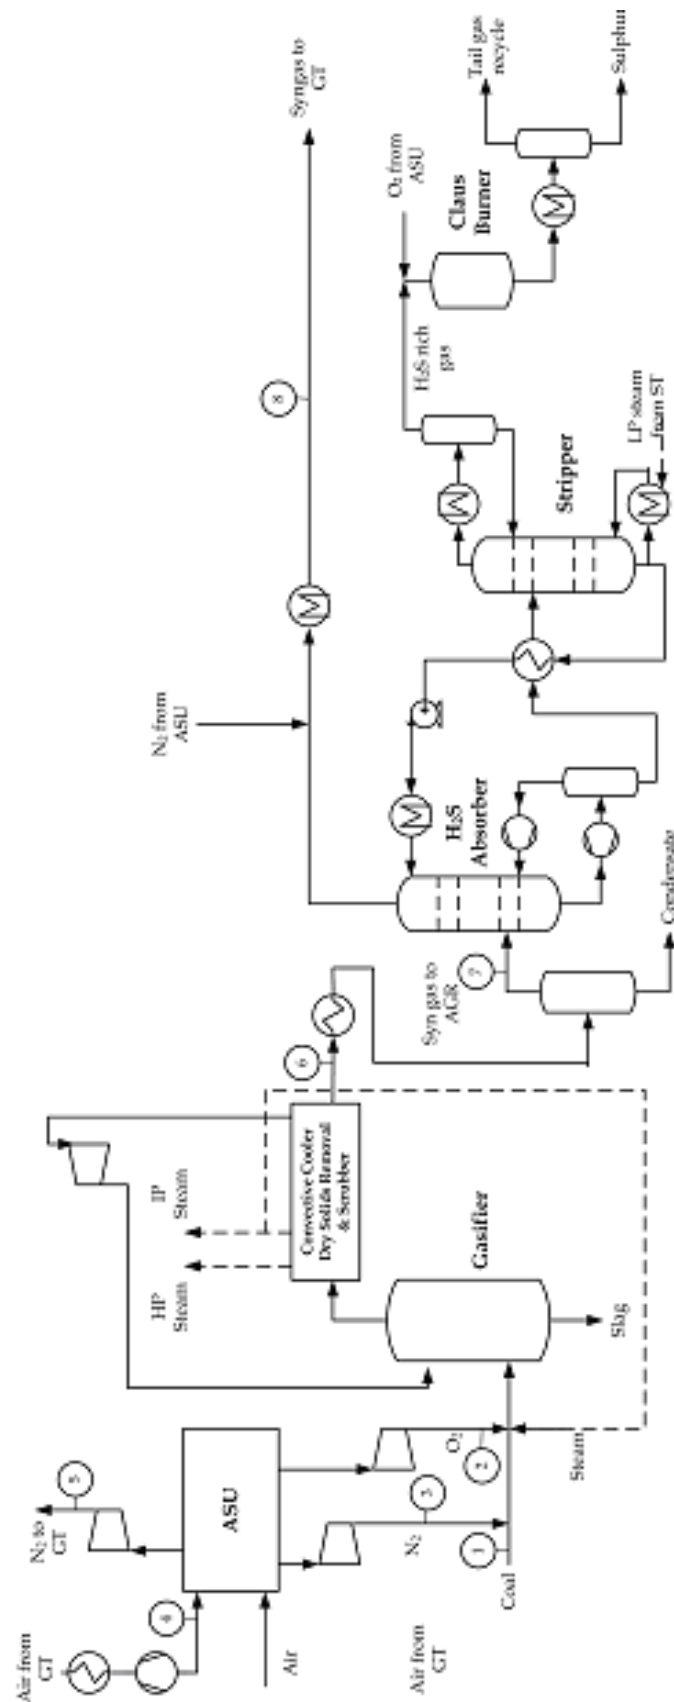 Air from
GT
4
Air
N₂ to
GT
5
ASU
Air from
GT
N₂
3
O₂
2
1
Coal
Steam
HP
Steam
IP
Steam
Convective Cooler
Dry Solids Removal
& Scrubber
Gasifier
Slag
6
Syn gas to
AGR
7
Condensate
H₂S
Absorber
N₂ from
ASU
8
Syngas to
GT
Stripper
LP steam
from ST
H₂S rich
gas
O₂ from
ASU
Claus
Burner
Tail gas
recycle
Sulphur